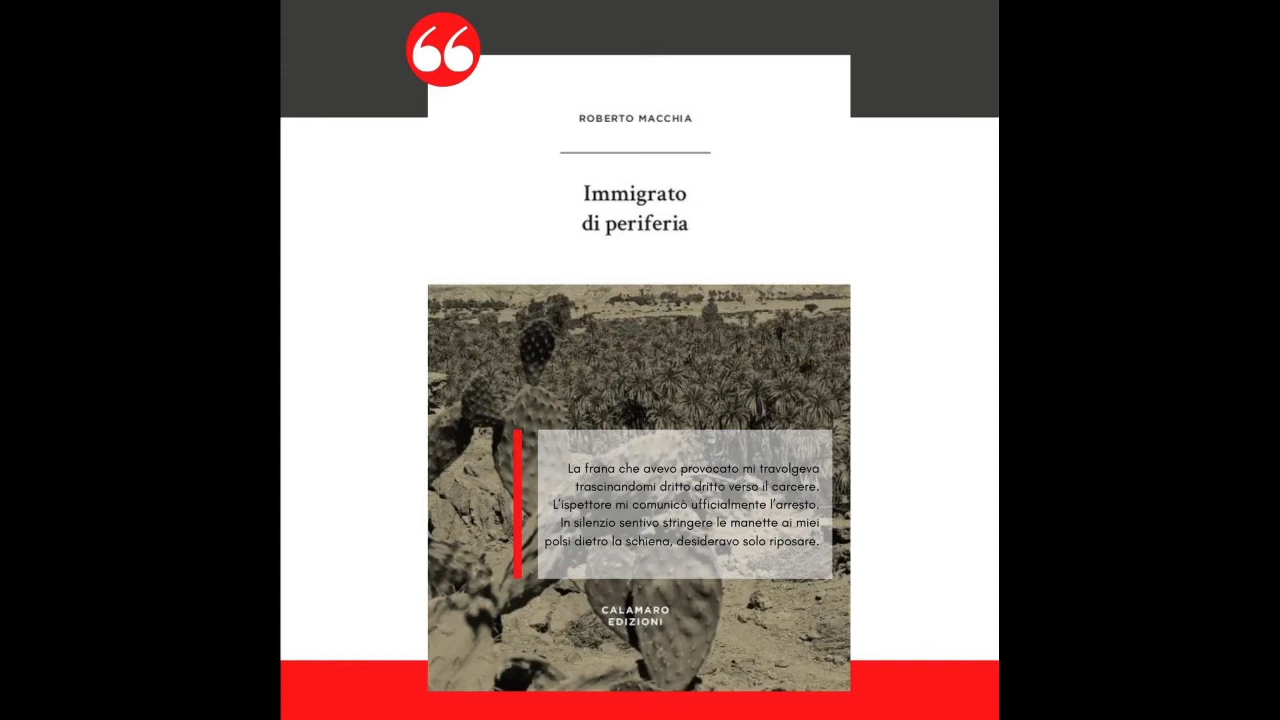 ROBERTO MACCHIA
Immigrato
di periferia
La frana che avevo provocato mi travolgeva
trascinandomi dritto dritto verso il carcere.
L'ispettore mi comunicò ufficialmente l'arresto.
In silenzio sentivo stringere le manette ai miei
polsi dietro la schiena, desideravo solo riposare.
CALAMARO
EDIZIONI